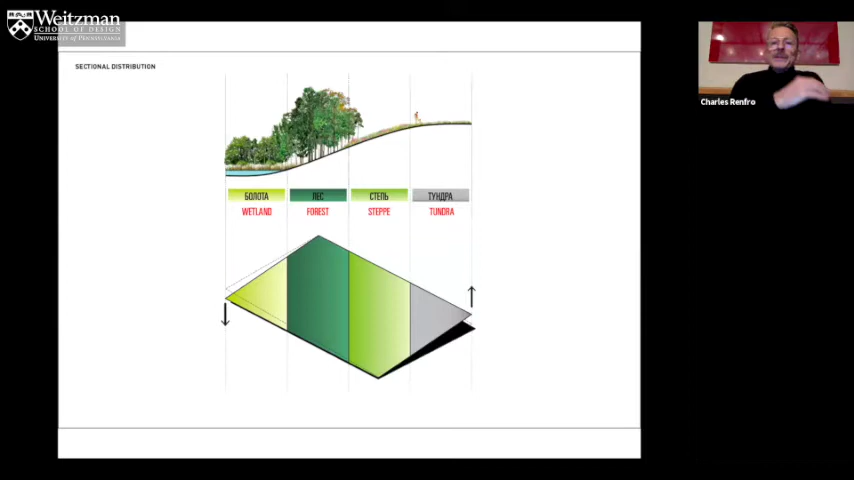 Weitzman
SCHOOL OF DESIGN
UNIVERSITY OF PENNSYLVANIA
SECTIONAL DISTRIBUTION
Charles Renfro
БОЛОТА ЛЕС СТЕПЬ ТУНДРА
WETLAND FOREST STEPPE TUNDRA